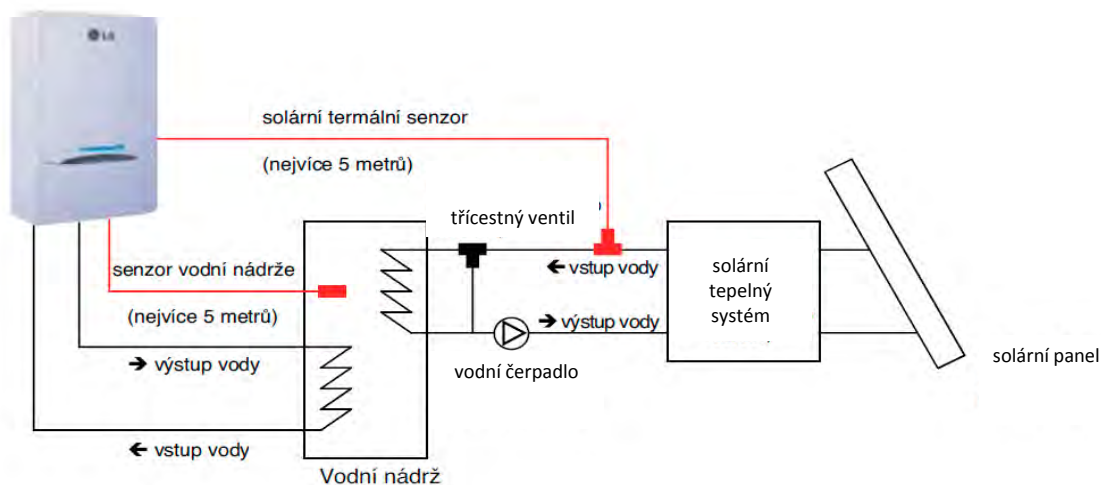 LG
solární termální senzor
(nejvíce 5 metrů)
třícestný ventil
senzor vodní nádrže
(nejvíce 5 metrů)
← vstup vody
→ výstup vody
vodní čerpadlo
solární
tepelný
systém
solární panel
→ výstup vody
← vstup vody
Vodní nádrž